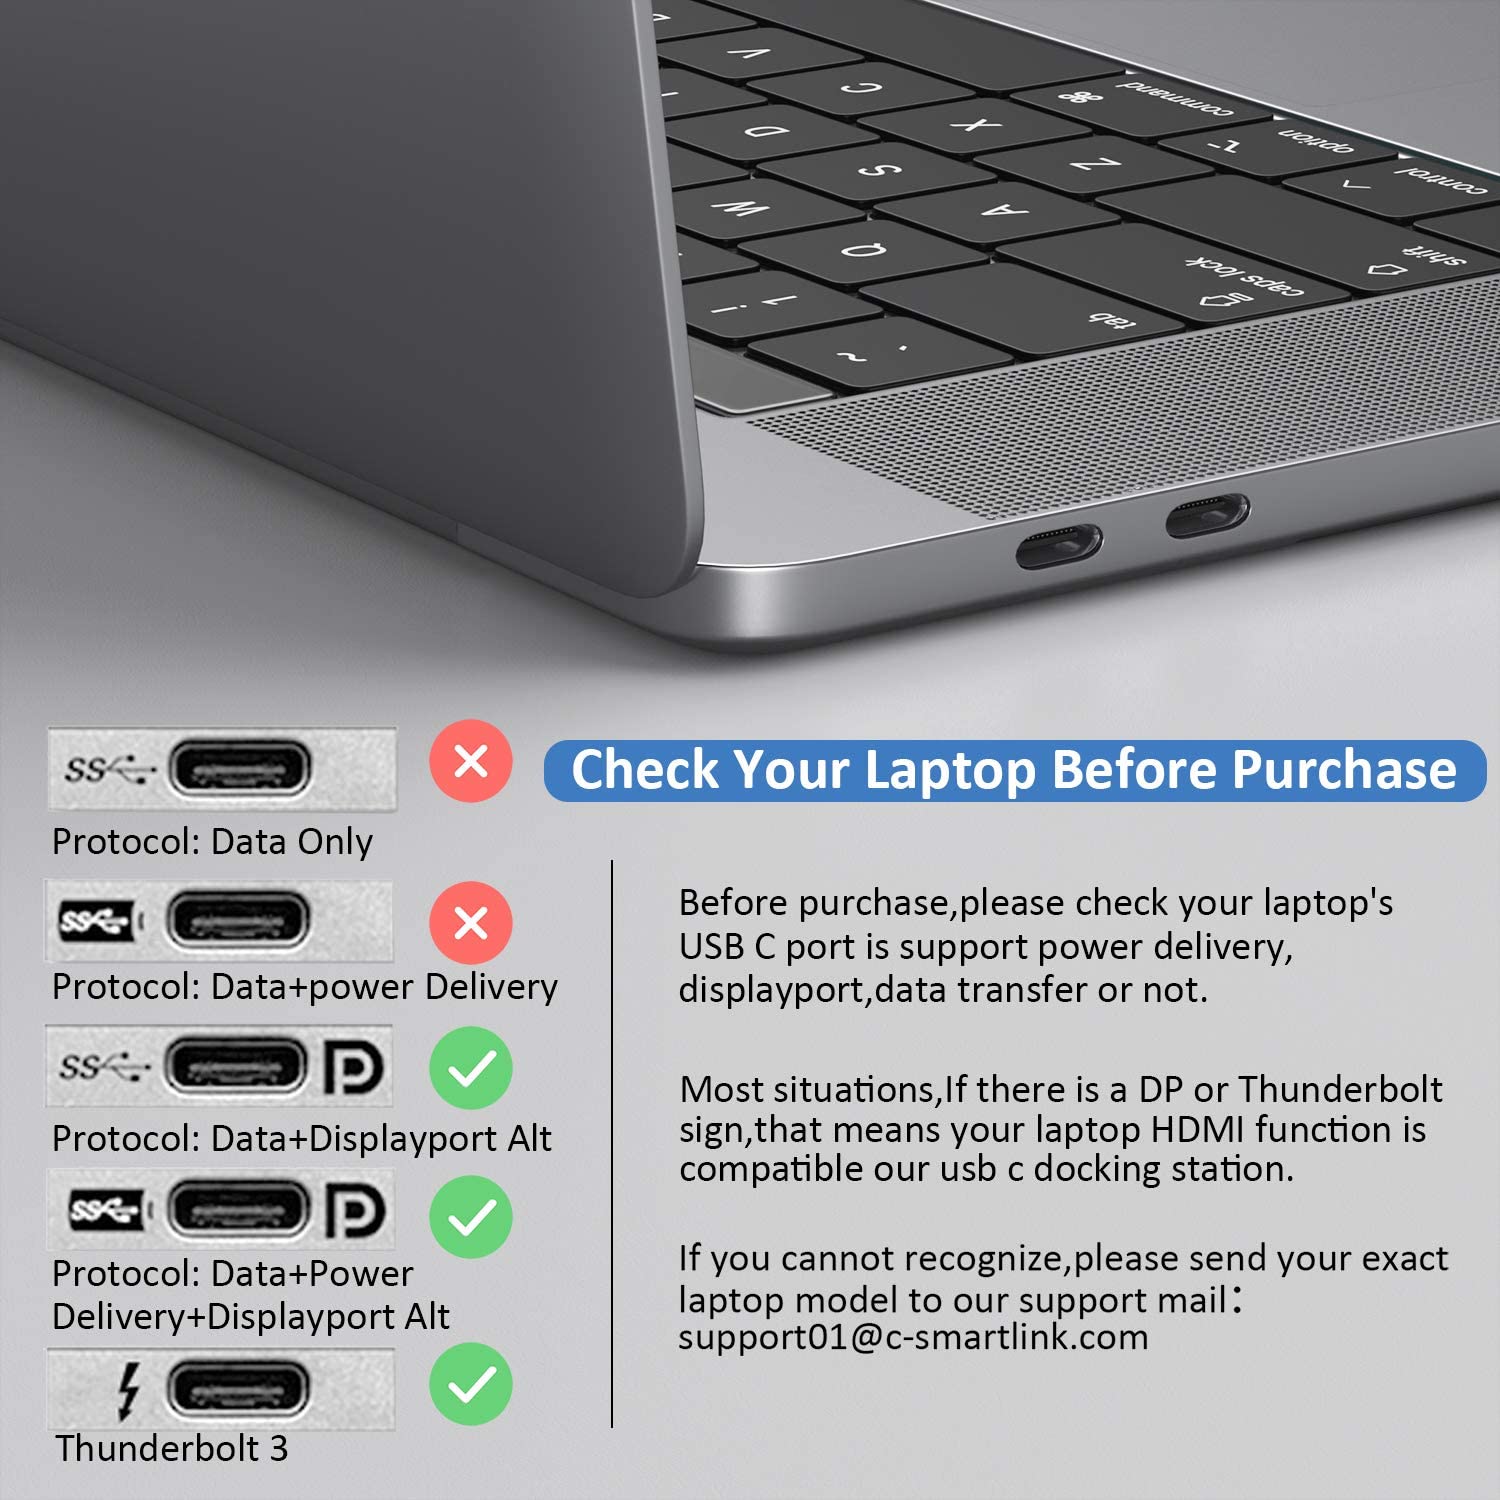 command
option
control
V
C
X
Z
shift
D
S
A
caps lock
W
Q
tab
1
!
~
`
SS
Check Your Laptop Before Purchase
Protocol: Data Only
SS
Protocol: Data+power Delivery
SS
Protocol: Data+Displayport Alt
SS
Protocol: Data+Power
Delivery+Displayport Alt
Thunderbolt 3
Before purchase,please check your laptop's
USB C port is support power delivery,
displayport,data transfer or not.
Most situations,If there is a DP or Thunderbolt
sign,that means your laptop HDMI function is
compatible our usb c docking station.
If you cannot recognize,please send your exact
laptop model to our support mail：
support01@c-smartlink.com